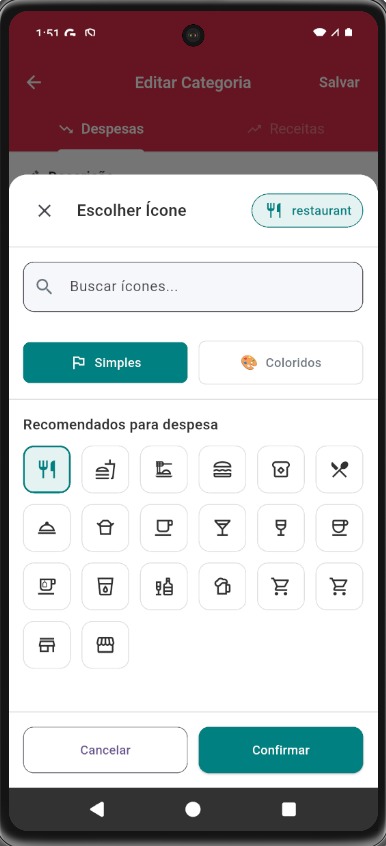 1:51
Editar Categoria
Salvar
Despesas
Receitas
Escolher Ícone
restaurant
Buscar ícones...
Simples
Coloridos
Recomendados para despesa
Cancelar
Confirmar